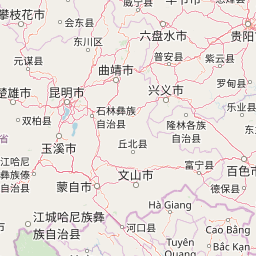 攀枝花市
会东县
威宁县
六盘水市
贵阳
东川区
元谋县
普安县
紫云县
曲靖市
罗甸县
楚雄市
昆明市
兴义市
乐业县
双柏县
石林彝族
自治县
隆林各族
自治县
玉溪市
丘北县
江哈尼
彝族傣
自治县
富宁县
百色市
蒙自市
文山市
德保县
Hà Giang
江城哈尼族彝
族自治县
河口县
Cao Bằng
Tuyên
Quang
Bắc Kạn